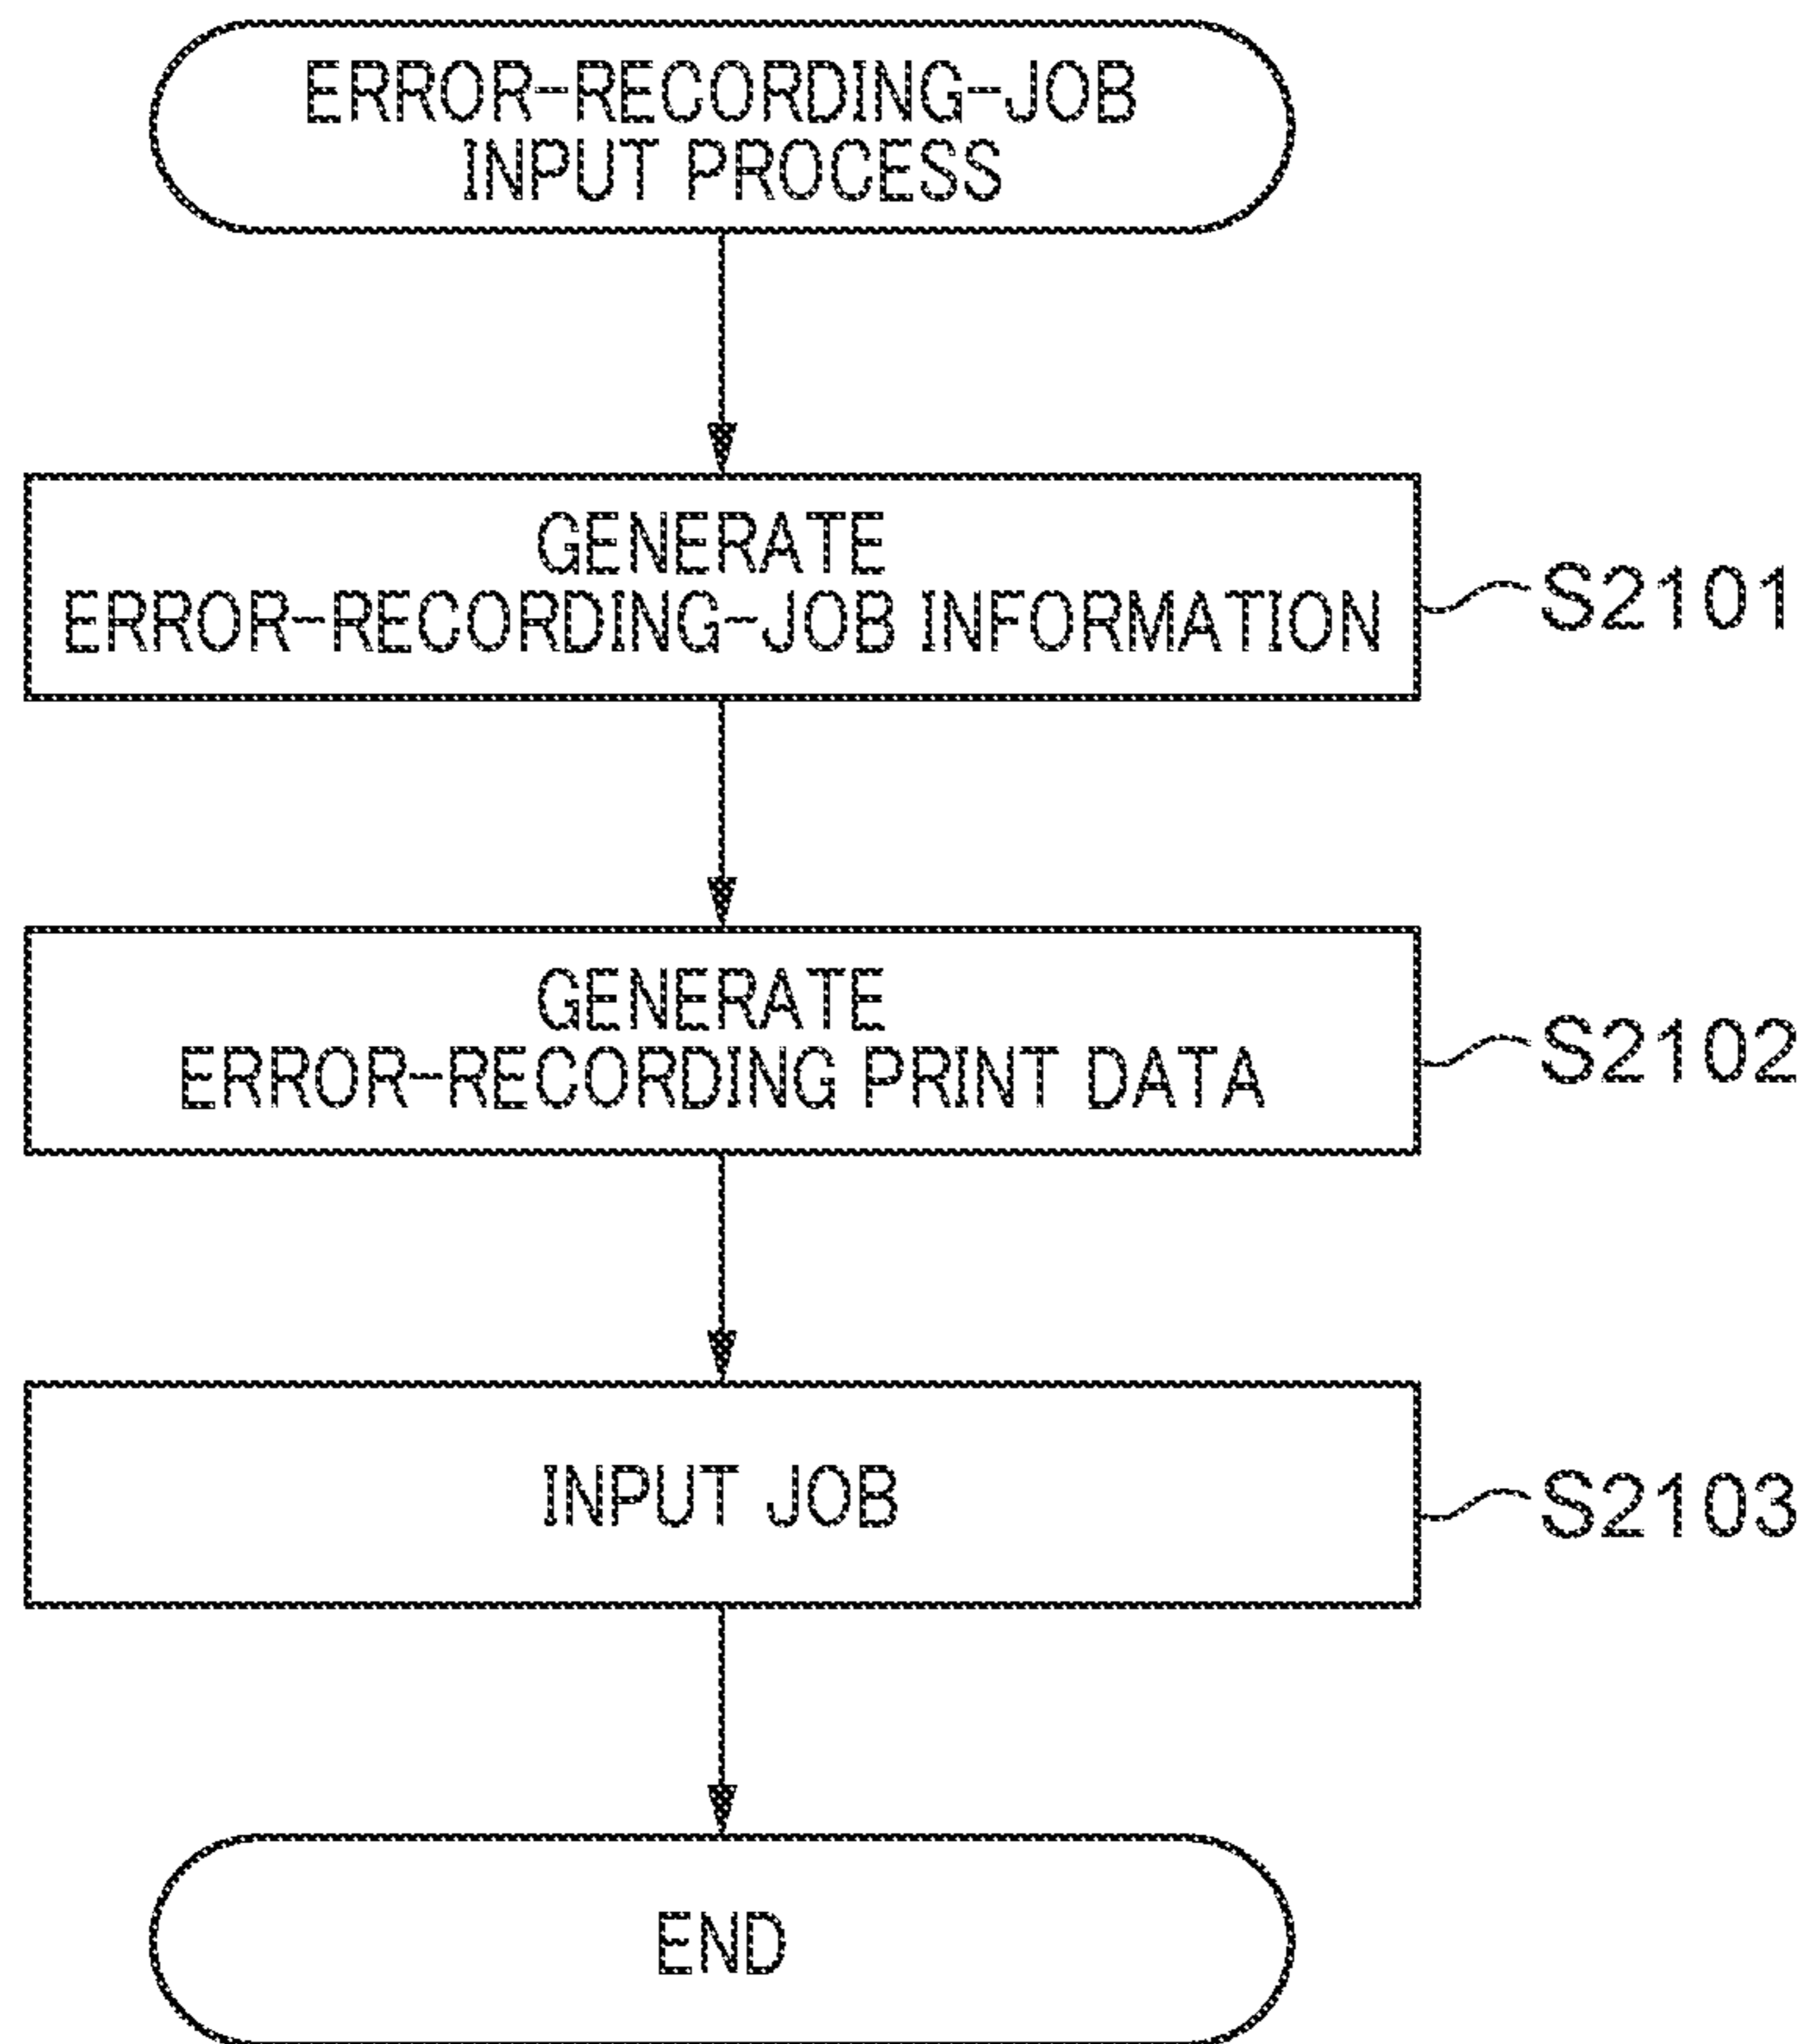 ERROR-RECORDING-JOB
INPUT PROCESS
GENERATE
ERROR-RECORDING-JOB INFORMATION
S2101
GENERATE
ERROR-RECORDING PRINT DATA
S2102
INPUT JOB
S2103
END